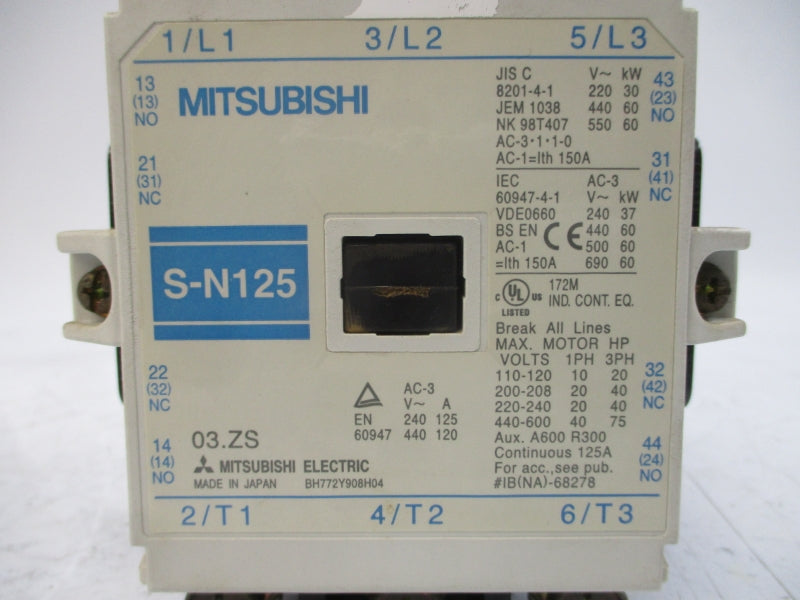 1/L1 3/L2 5/L3
13
(13)
NO
MITSUBISHI
21
(31)
NC
JIS C V~ kW
8201-4-1 220 30
JEM 1038 440 60
NK 98T407 550 60
AC-3·1·1-0
AC-1=Ith 150A
43
(23)
NO
31
(41)
NC
IEC AC-3
60947-4-1 V~ kW
VDE0660 240 37
BS EN 440 60
AC-1 CE 500 60
=Ith 150A 690 60
S-N125
C UL US 172M
LISTED IND. CONT. EQ.
Break All Lines
MAX. MOTOR HP
VOLTS 1PH 3PH
110-120 10 20
200-208 20 40
220-240 20 40
440-600 40 75
Aux. A600 R300
Continuous 125A
For acc.,see pub.
#IB(NA)-68278
22
(32)
NC
14
(14)
NO
AC-3
V~ A
EN 240 125
60947 440 120
03.ZS
MITSUBISHI ELECTRIC
MADE IN JAPAN BH772Y908H04
32
(42)
NC
44
(24)
NO
2/T1 4/T2 6/T3